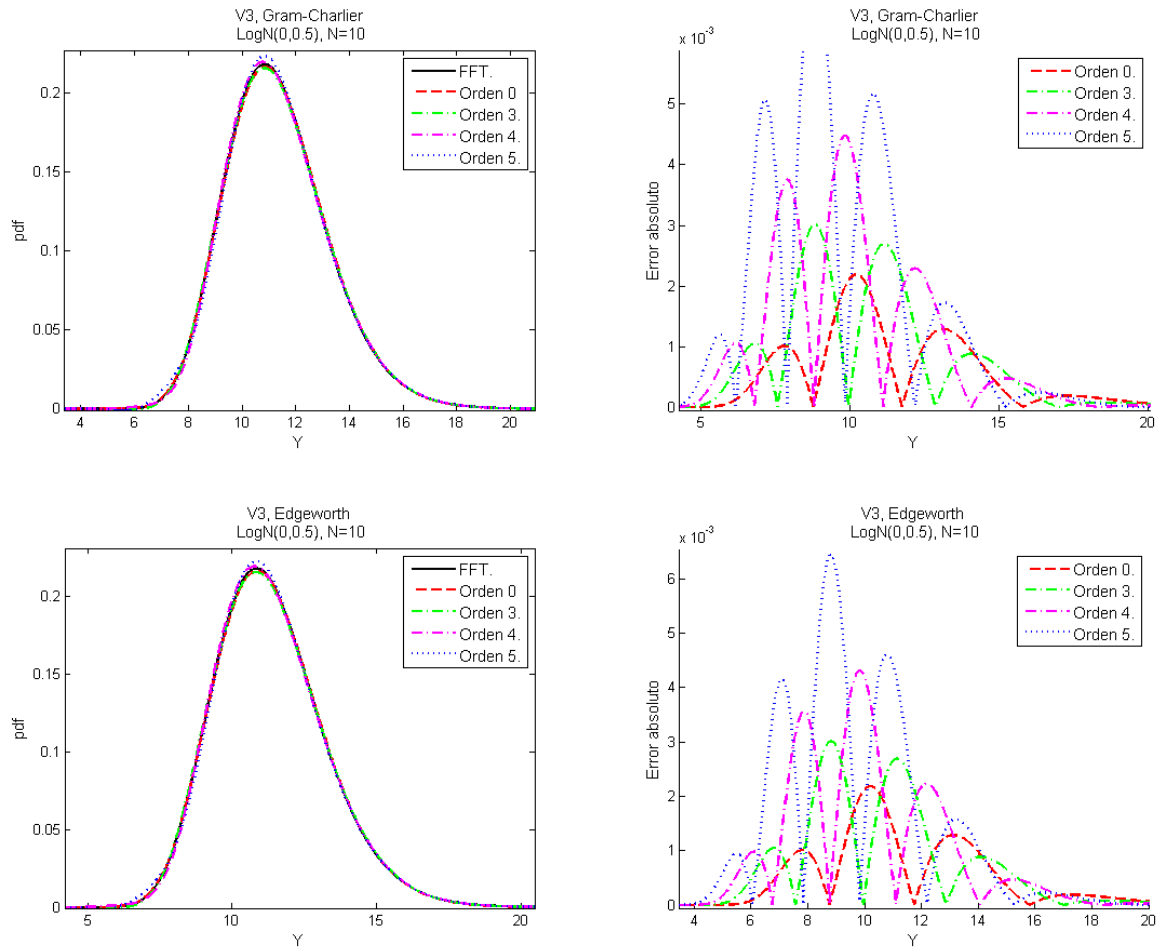 V3, Gram-Charlier
LogN(0,0.5), N=10
0.2
0.15
0.1
0.05
0
pdf
4 6 8 10 12 14 16 18 20
Y
FFT.
Orden 0
Orden 3.
Orden 4.
Orden 5.
V3, Gram-Charlier
LogN(0,0.5), N=10
x 10^-3
5
4
3
2
1
0
Error absoluto
5 10 15 20
Y
Orden 0.
Orden 3.
Orden 4.
Orden 5.
V3, Edgeworth
LogN(0,0.5), N=10
0.2
0.15
0.1
0.05
0
pdf
5 10 15 20
Y
FFT.
Orden 0
Orden 3.
Orden 4.
Orden 5.
V3, Edgeworth
LogN(0,0.5), N=10
x 10^-3
6
5
4
3
2
1
0
Error absoluto
4 6 8 10 12 14 16 18 20
Y
Orden 0.
Orden 3.
Orden 4.
Orden 5.